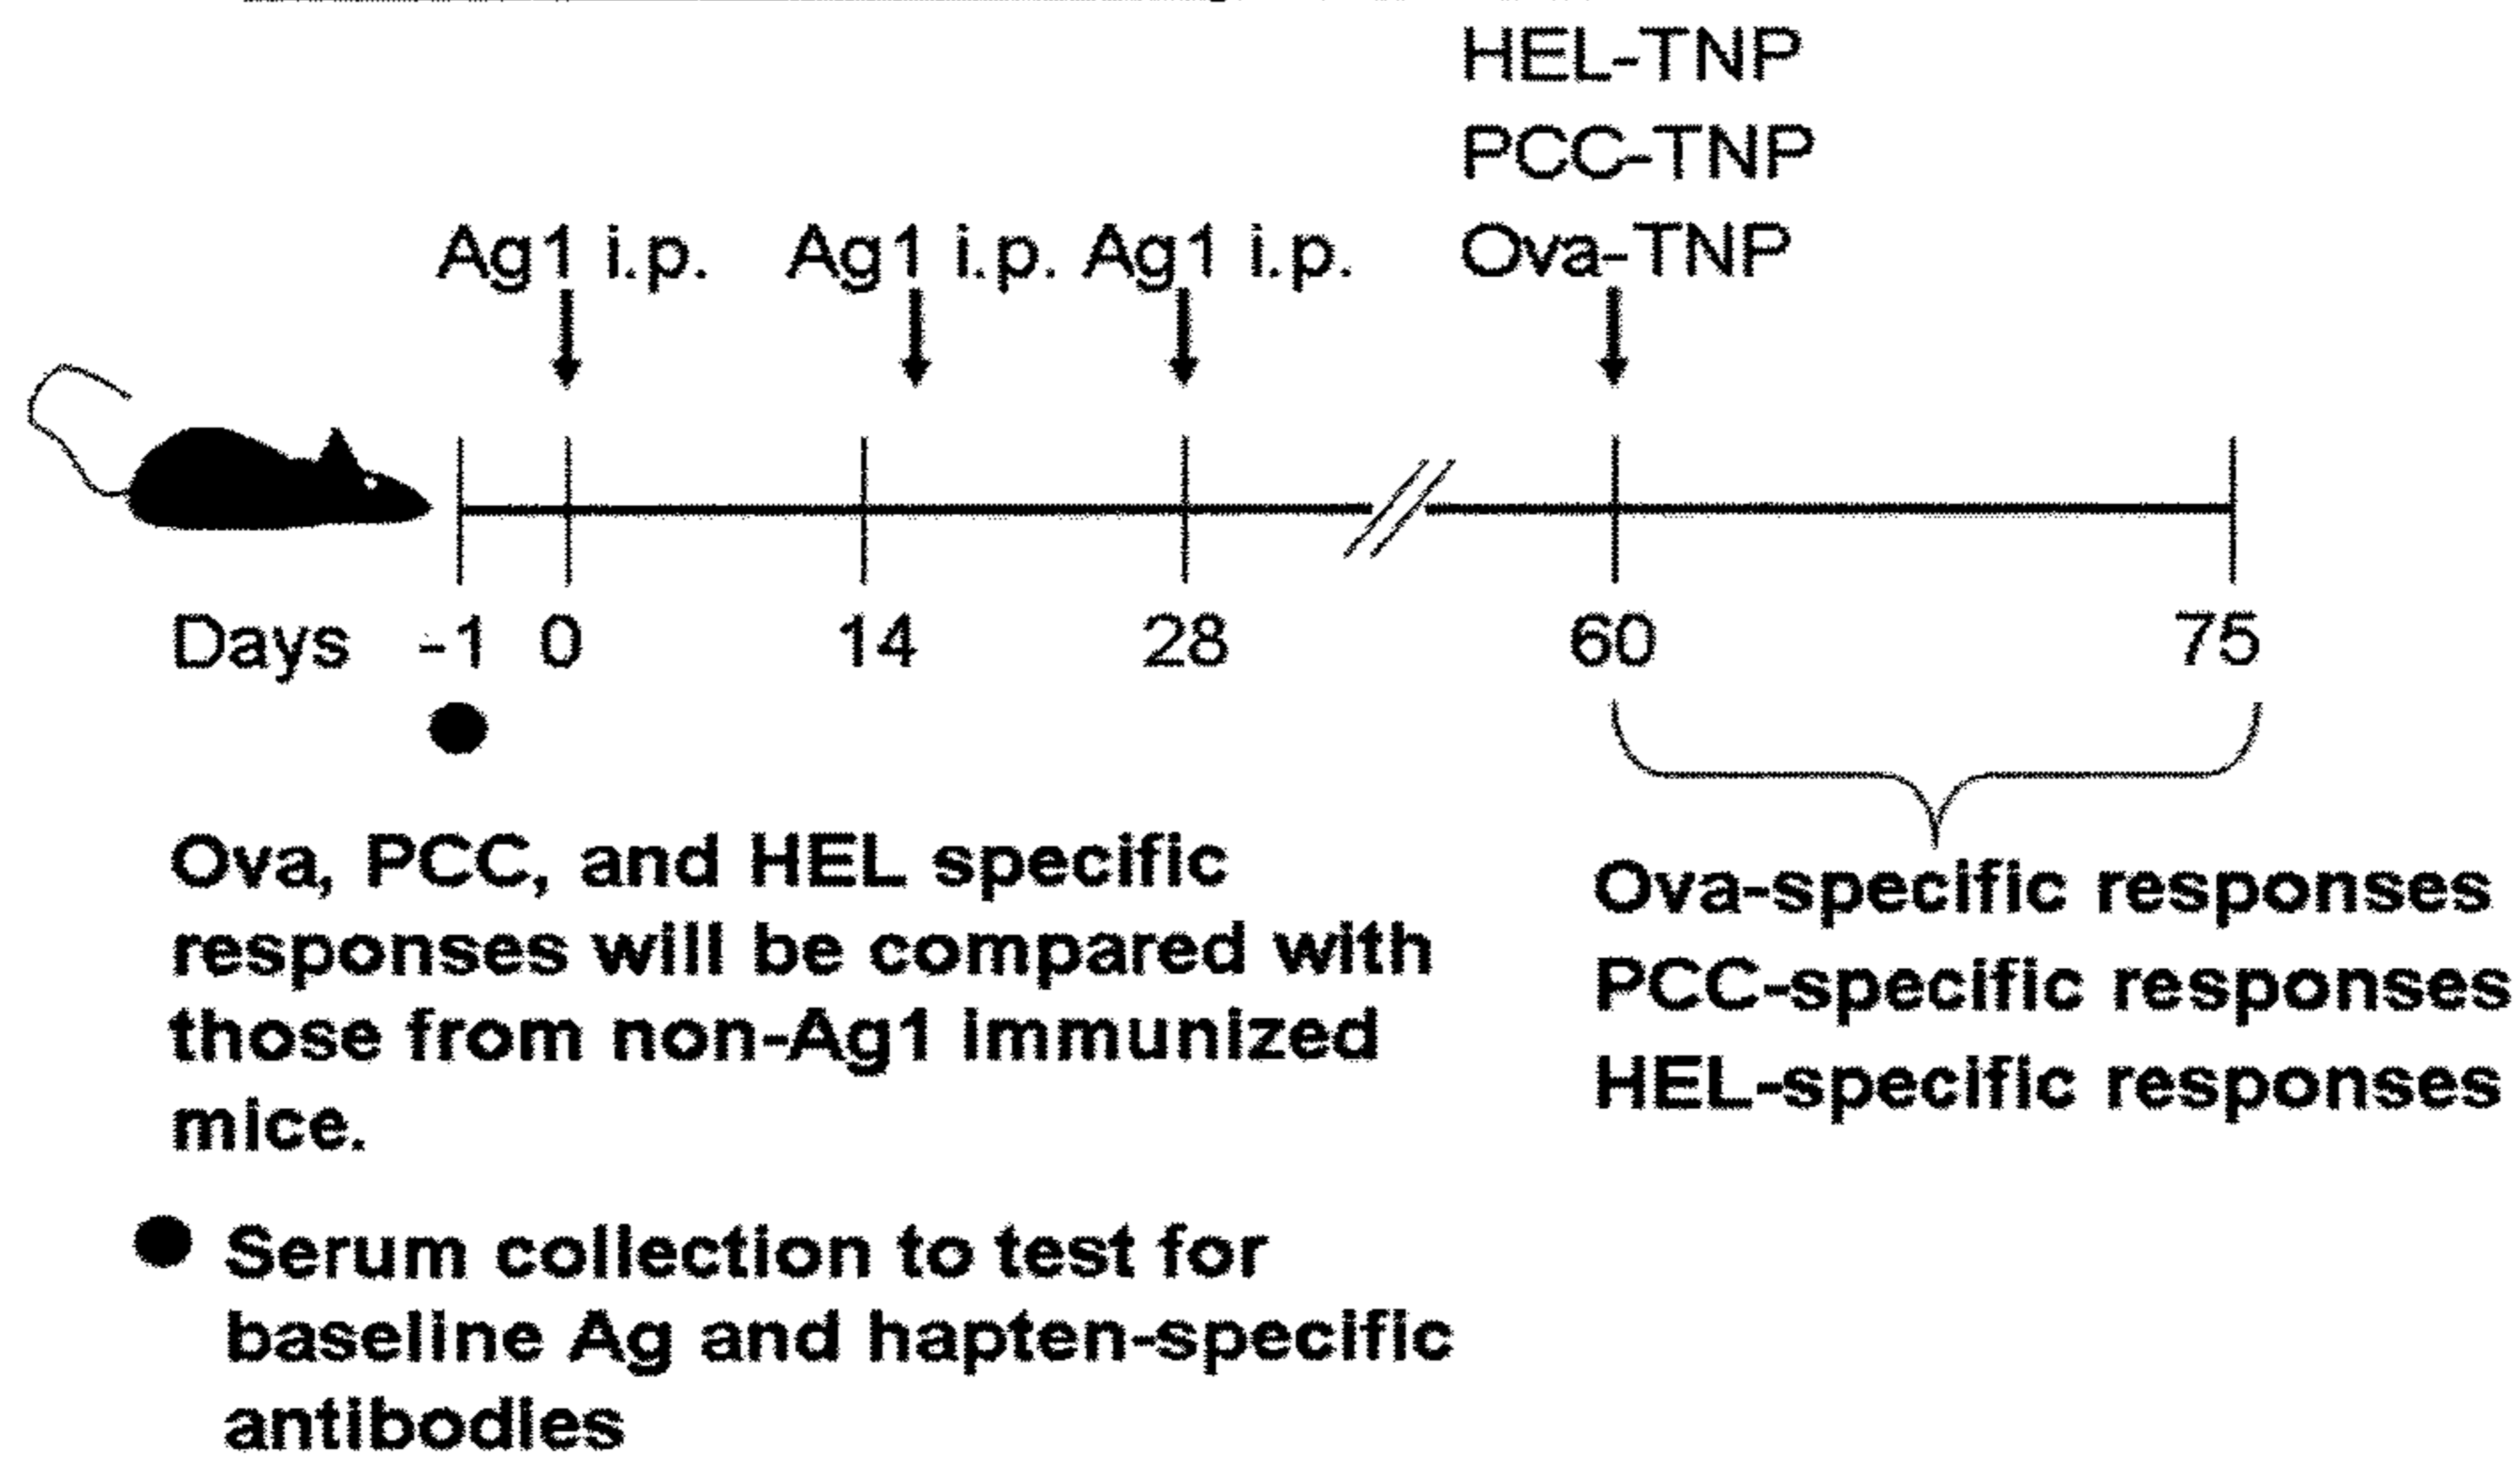 HEL-TNP
PCC-TNP
Ag1 i.p. Ag1 i.p. Ag1 i.p. Ova-TNP
Days -1 0 14 28 60 75
Ova, PCC, and HEL specific
responses will be compared with
those from non-Ag1 immunized
mice.
Ova-specific responses
PCC-specific responses
HEL-specific responses
Serum collection to test for
baseline Ag and hapten-specific
antibodies